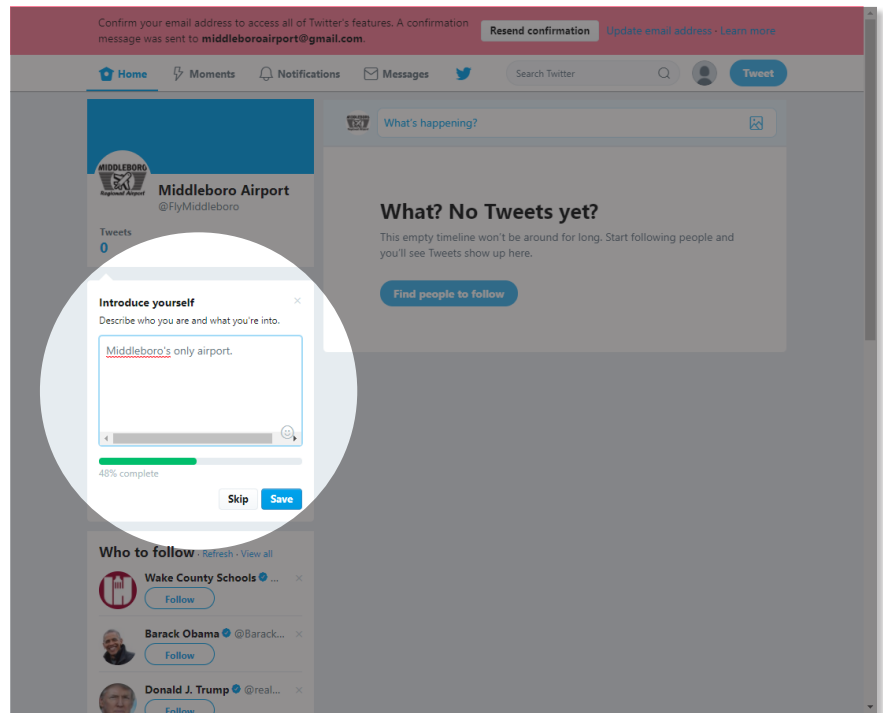 Confirm your email address to access all of Twitter's features. A confirmation
message was sent to middleboroairport@gmail.com.
Resend confirmation
Update email address · Learn more
Home
Moments
Notifications
Messages
Search Twitter
Tweet
MIDDLEBORO
Regional Airport
Middleboro Airport
@FlyMiddleboro
Tweets
0
What's happening?
What? No Tweets yet?
This empty timeline won't be around for long. Start following people and
you'll see Tweets show up here.
Find people to follow
Introduce yourself
Describe who you are and what you're into.
Middleboro's only airport.
48% complete
Skip
Save
Who to follow · Refresh · View all
Wake County Schools ...
Follow
Barack Obama @Barack...
Follow
Donald J. Trump @real...
Follow